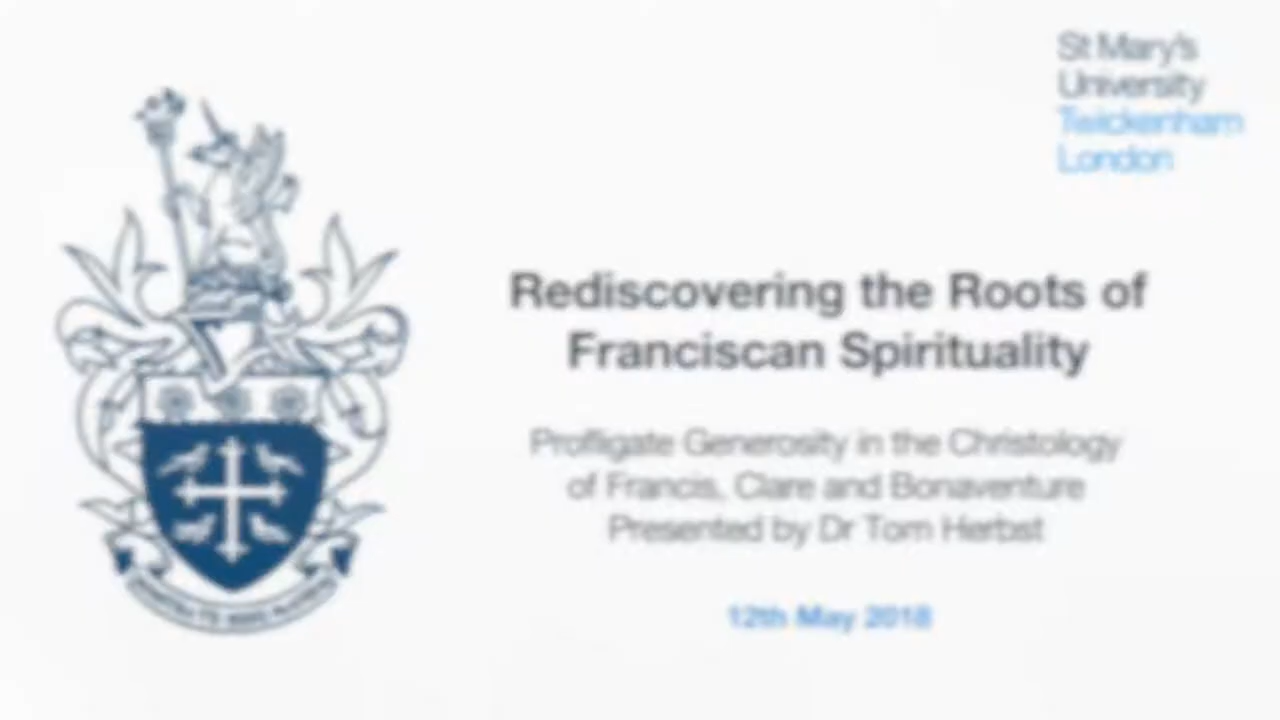 St Mary's
University
Twickenham
London
Rediscovering the Roots of
Franciscan Spirituality
Profligate Generosity in the Christology
of Francis, Clare and Bonaventure
Presented by Dr Tom Herbst
12th May 2018